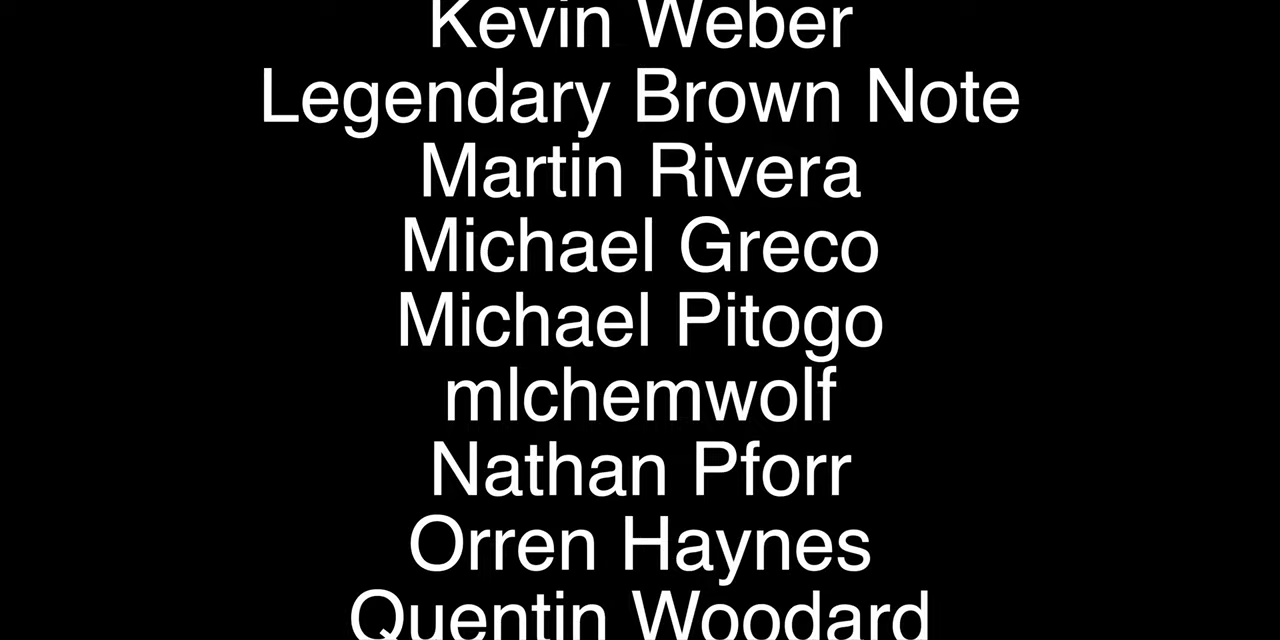 Kevin Weber
Legendary Brown Note
Martin Rivera
Michael Greco
Michael Pitogo
mlchemwolf
Nathan Pforr
Orren Haynes
Quentin Woodard